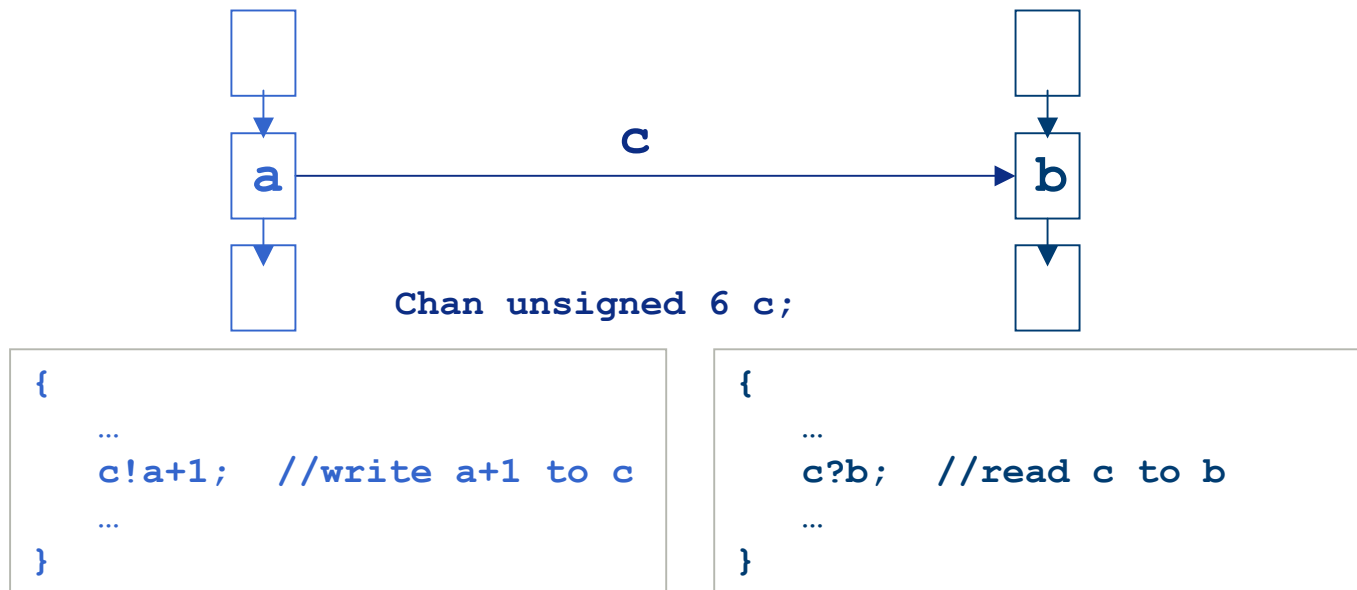 c
a
b
Chan unsigned 6 c;
{
…
c!a+1; //write a+1 to c
…
}
{
…
c?b; //read c to b
…
}